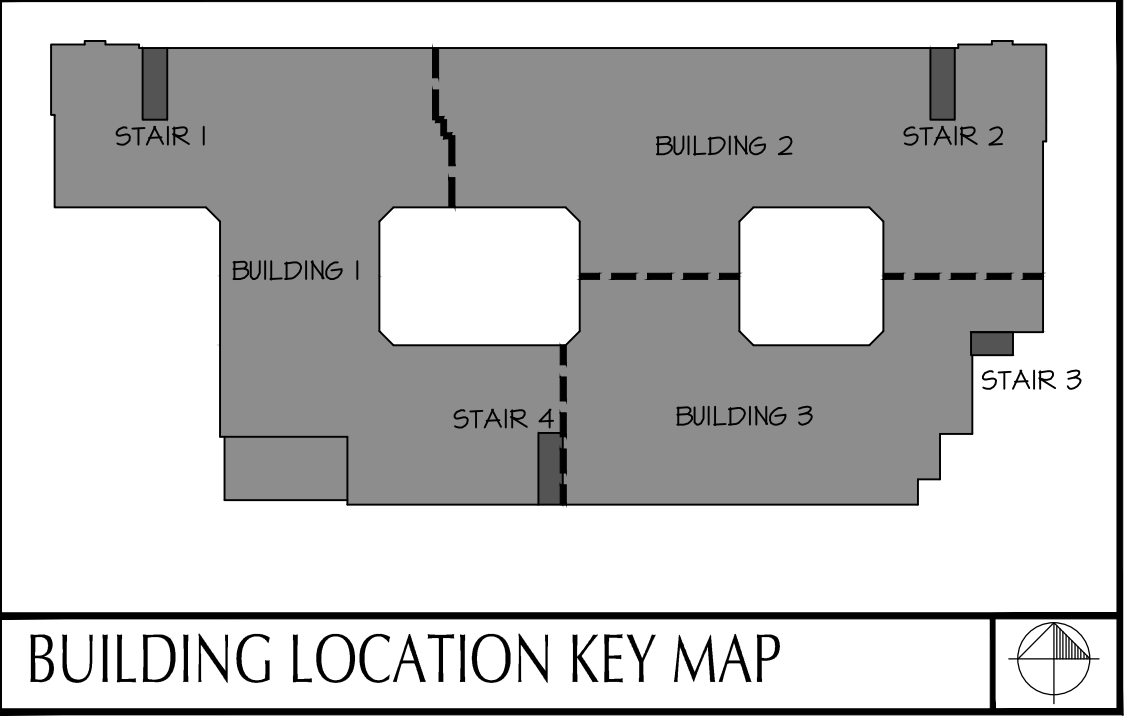 STAIR 1
BUILDING 2
STAIR 2
BUILDING 1
STAIR 3
STAIR 4
BUILDING 3
BUILDING LOCATION KEY MAP